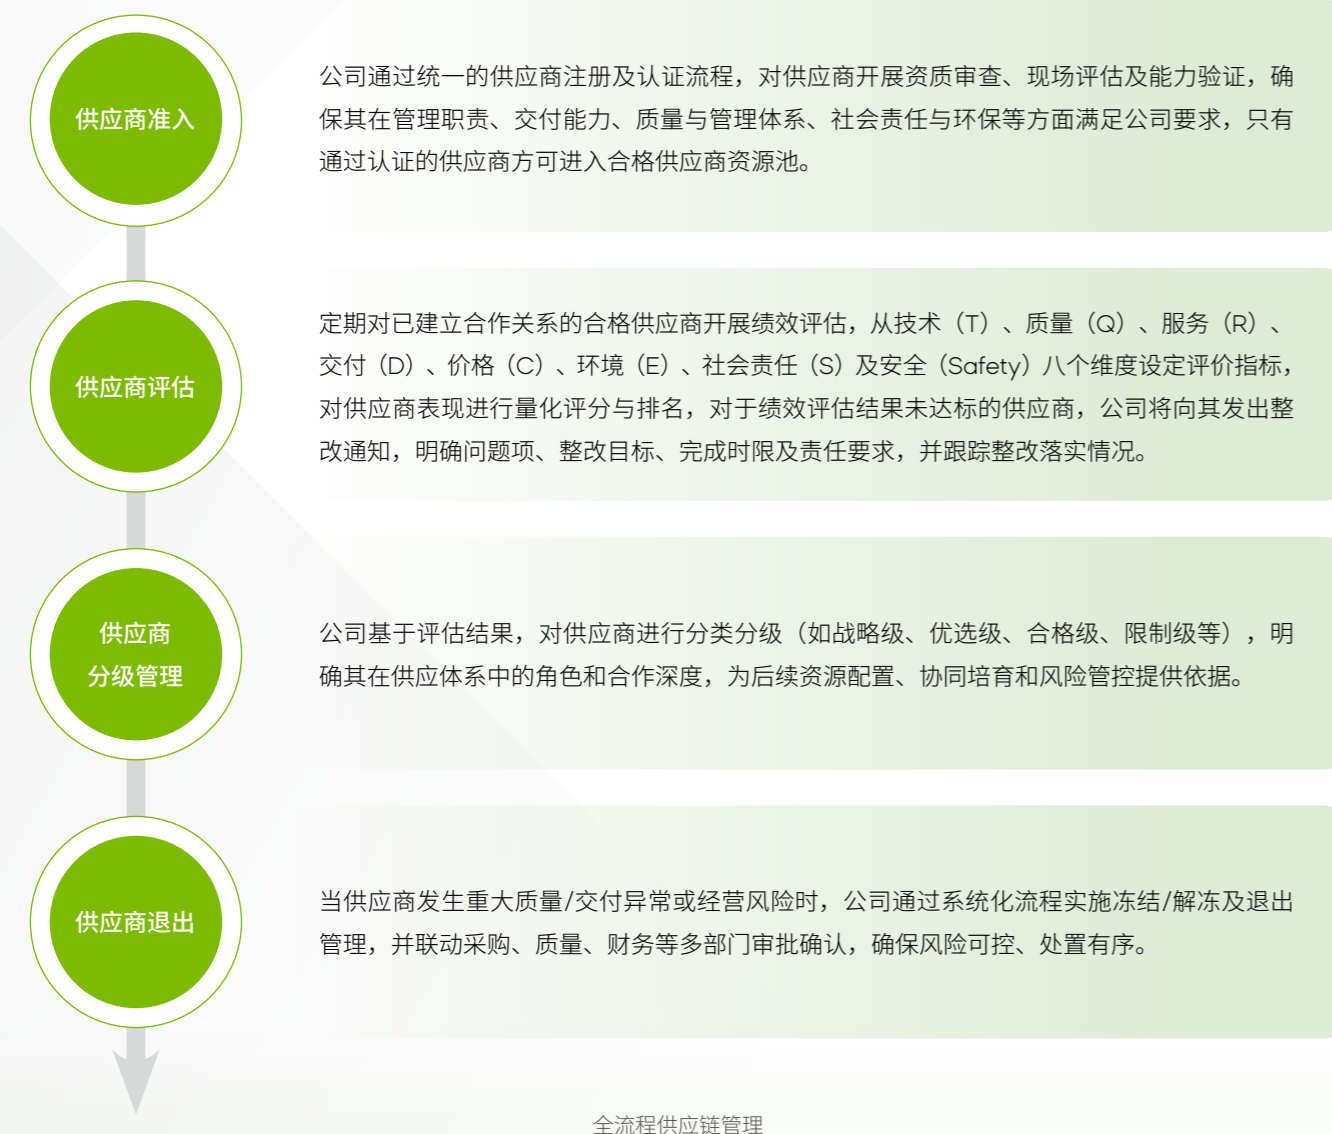 供应商准入
公司通过统一的供应商注册及认证流程，对供应商开展资质审查、现场评估及能力验证，确
保其在管理职责、交付能力、质量与管理体系、社会责任与环保等方面满足公司要求，只有
通过认证的供应商方可进入合格供应商资源池。
供应商评估
定期对已建立合作关系的合格供应商开展绩效评估，从技术（T）、质量（Q）、服务（R）、
交付（D）、价格（C）、环境（E）、社会责任（S）及安全（Safety）八个维度设定评价指标，
对供应商表现进行量化评分与排名，对于绩效评估结果未达标的供应商，公司将向其发出整
改通知，明确问题项、整改目标、完成时限及责任要求，并跟踪整改落实情况。
供应商
分级管理
公司基于评估结果，对供应商进行分类分级（如战略级、优选级、合格级、限制级等），明
确其在供应体系中的角色和合作深度，为后续资源配置、协同培育和风险管控提供依据。
供应商退出
当供应商发生重大质量/交付异常或经营风险时，公司通过系统化流程实施冻结/解冻及退出
管理，并联动采购、质量、财务等多部门审批确认，确保风险可控、处置有序。
全流程供应链管理